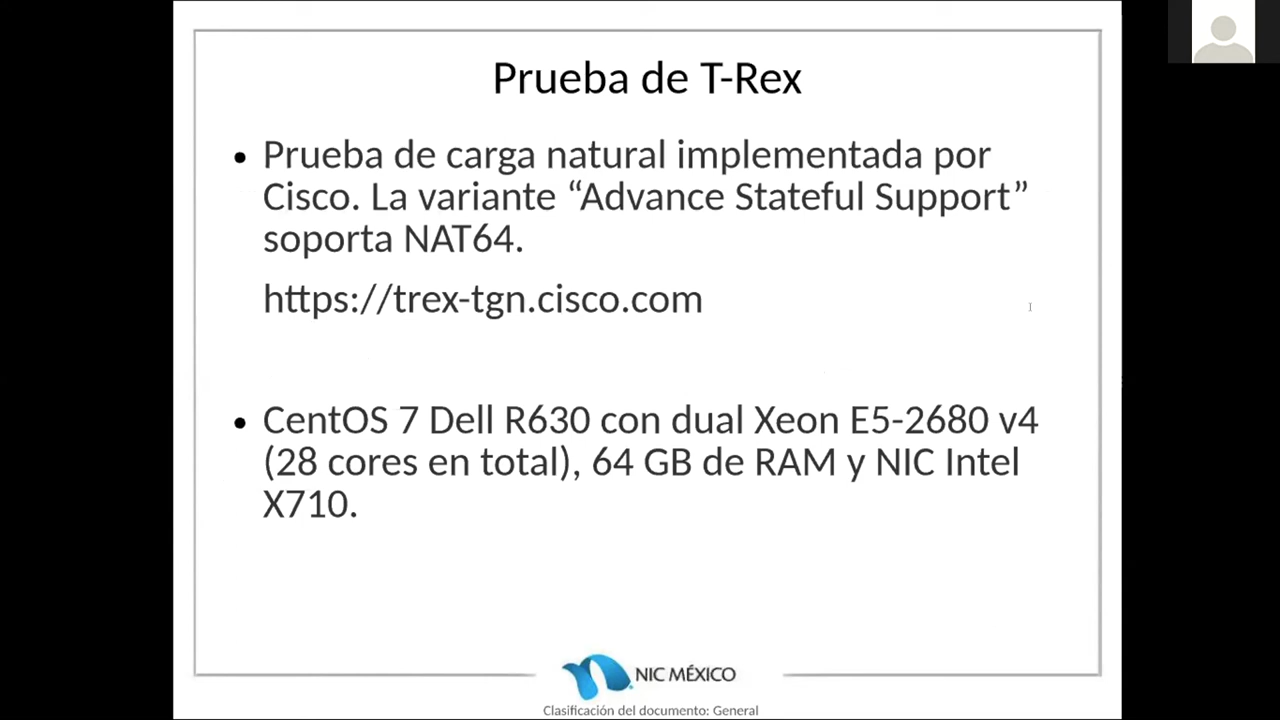 Prueba de T-Rex
• Prueba de carga natural implementada por
Cisco. La variante “Advance Stateful Support”
soporta NAT64.
https://trex-tgn.cisco.com
• CentOS 7 Dell R630 con dual Xeon E5-2680 v4
(28 cores en total), 64 GB de RAM y NIC Intel
X710.
NIC MÉXICO
Clasificación del documento: General